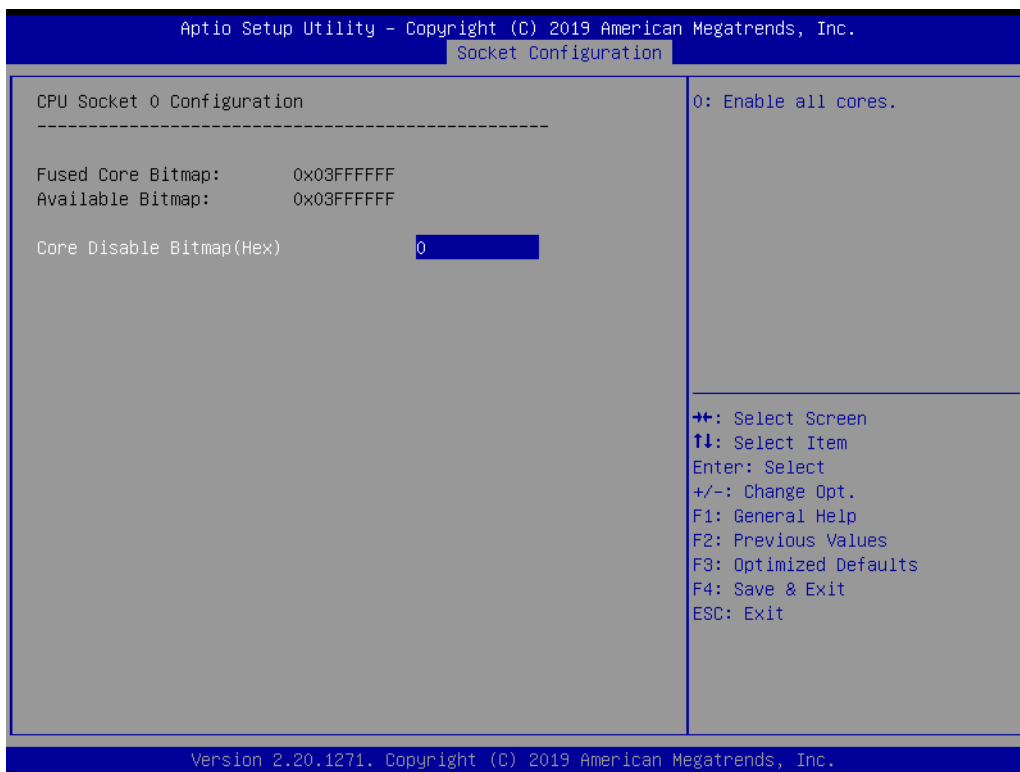 Aptio Setup Utility – Copyright (C) 2019 American Megatrends, Inc.
Socket Configuration
CPU Socket 0 Configuration
--------------------------------------------------
Fused Core Bitmap: 0x03FFFFFF
Available Bitmap: 0x03FFFFFF
Core Disable Bitmap(Hex) 0
0: Enable all cores.
→←: Select Screen
↑↓: Select Item
Enter: Select
+/-: Change Opt.
F1: General Help
F2: Previous Values
F3: Optimized Defaults
F4: Save & Exit
ESC: Exit
Version 2.20.1271. Copyright (C) 2019 American Megatrends, Inc.